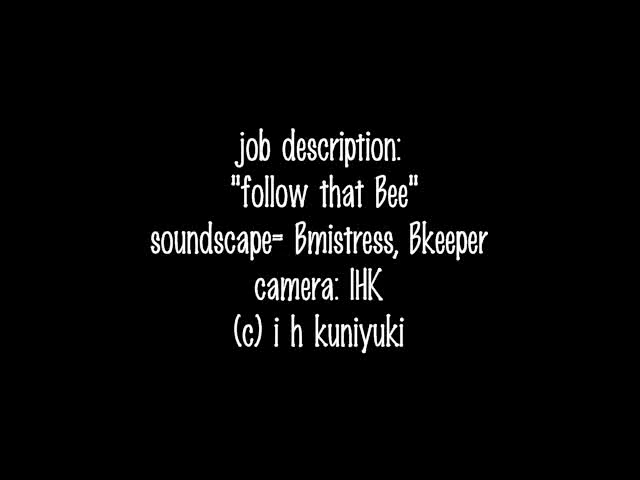 job description:
"follow that Bee"
soundscape= Bmistress, Bkeeper
camera: IHK
(c) i h kuniyuki